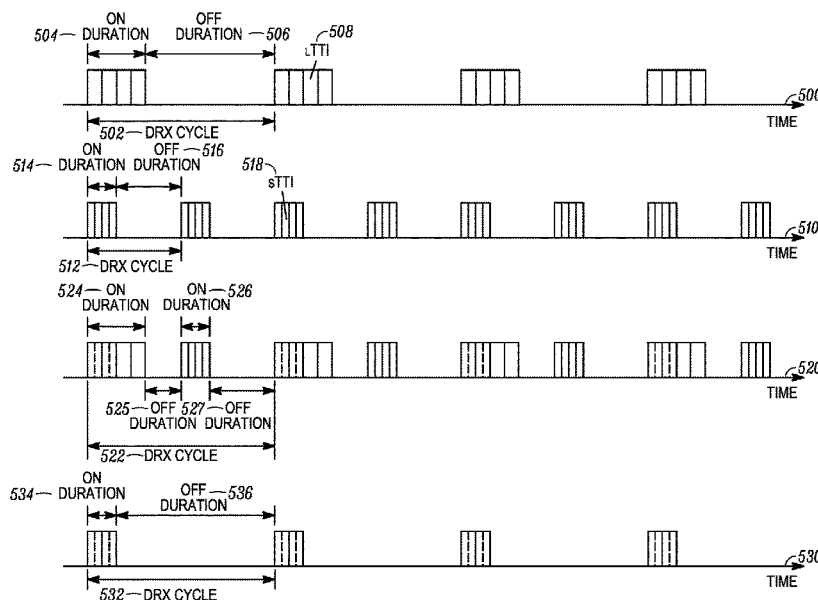 ON OFF
504 DURATION DURATION 506 508
LTTI
500
502 DRX CYCLE TIME
ON OFF 516
514 DURATION DURATION 518
sTTI
510
512 DRX CYCLE TIME
524 ON ON 526
DURATION DURATION
520
525 OFF 527 OFF TIME
DURATION DURATION
522 DRX CYCLE
ON
534 DURATION OFF 536
DURATION
530
532 DRX CYCLE TIME